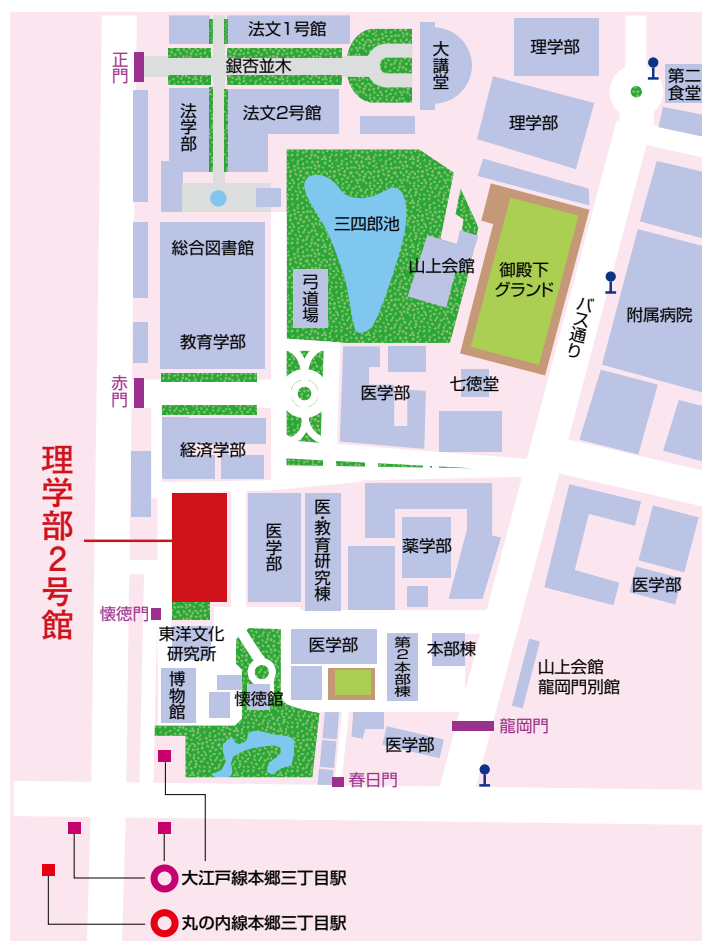 法文1号館
正門
銀杏並木
大講堂
理学部
第二
食堂
法学部
法文2号館
理学部
三四郎池
総合図書館
山上会館
御殿下
グランド
弓道場
バス通り
附属病院
教育学部
赤門
医学部
七徳堂
経済学部
理学部2号館
医学部
医・教育研究棟
薬学部
医学部
懐徳門
東洋文化
研究所
医学部
第2本部棟
本部棟
山上会館
龍岡門別館
博物館
懐徳館
龍岡門
医学部
春日門
大江戸線本郷三丁目駅
丸の内線本郷三丁目駅